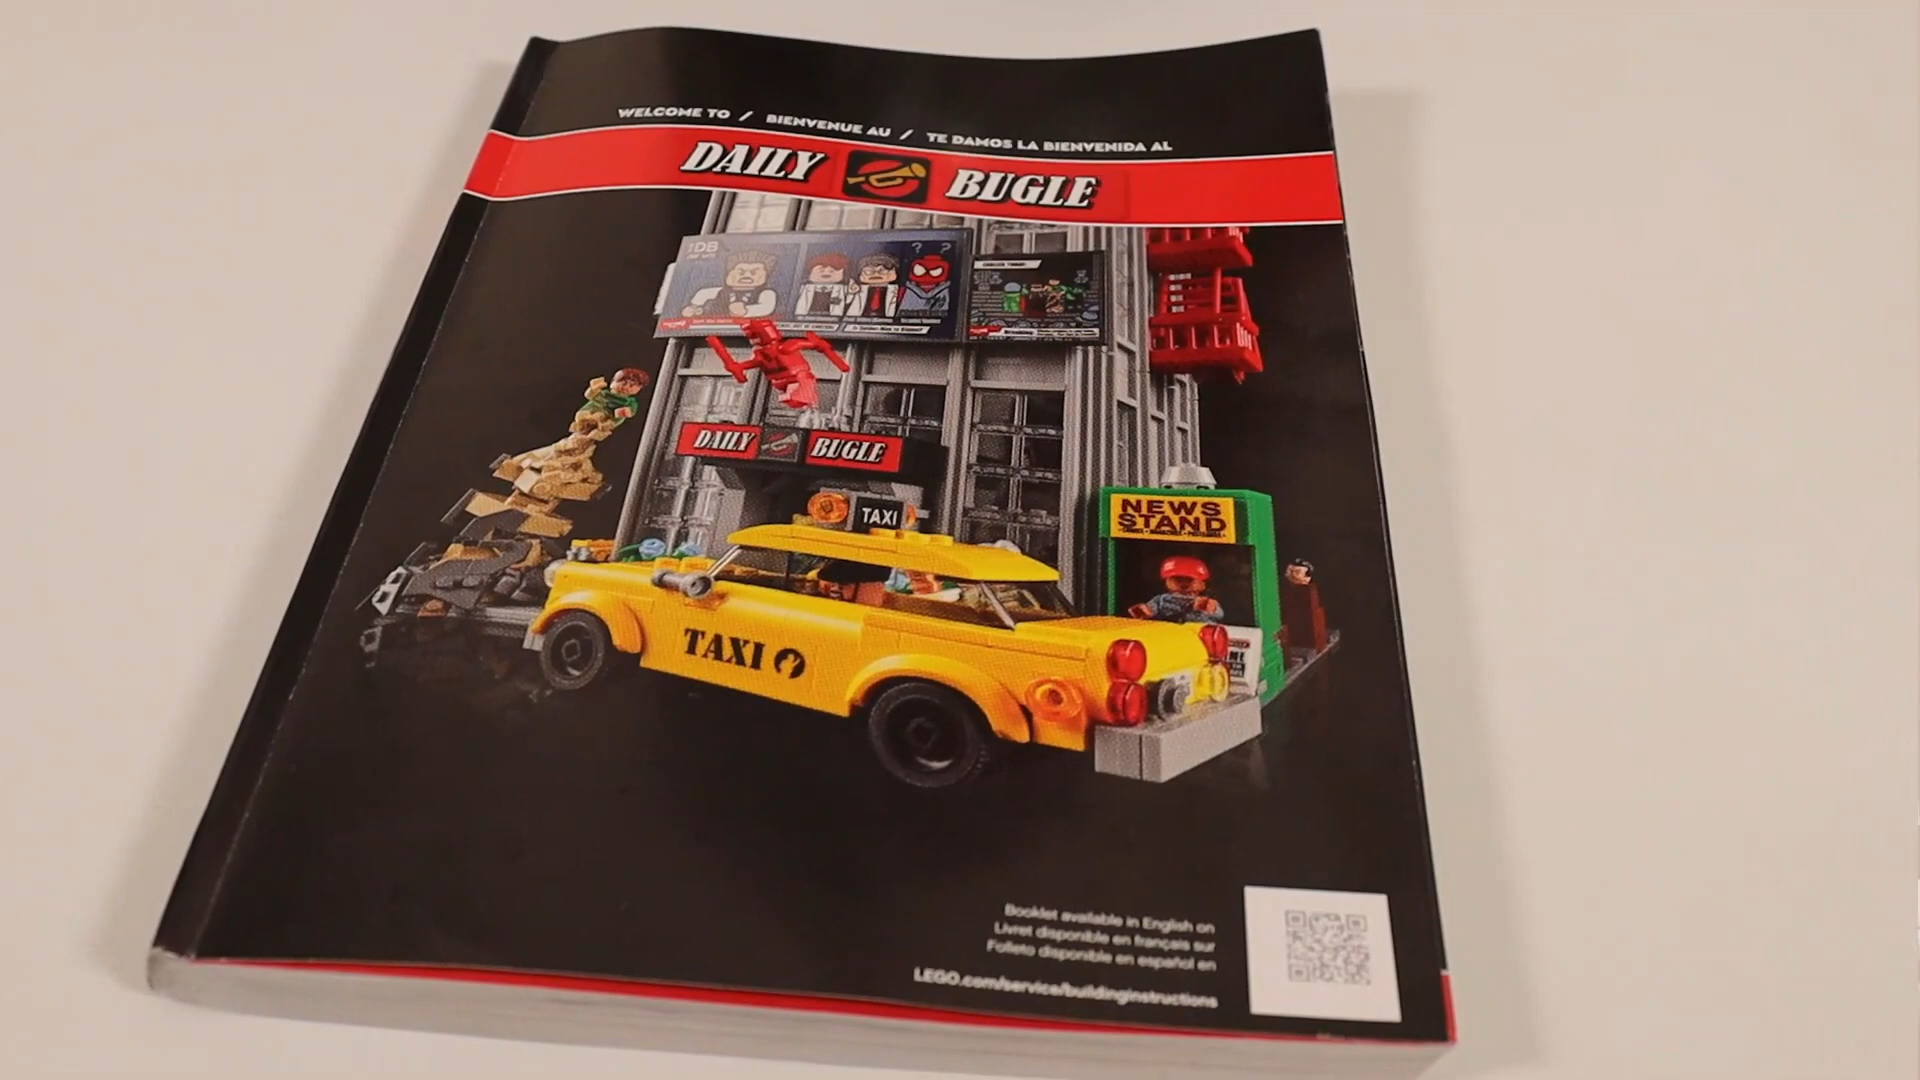 WELCOME TO / BIENVENUE AU / TE DAMOS LA BIENVENIDA AL
DAILY BUGLE
DB
? ?
DAILY BUGLE
TAXI
NEWS
STAND
TAXI
Booklet available in English on
Livret disponible en français sur
Folleto disponible en español en
LEGO.com/service/buildinginstructions